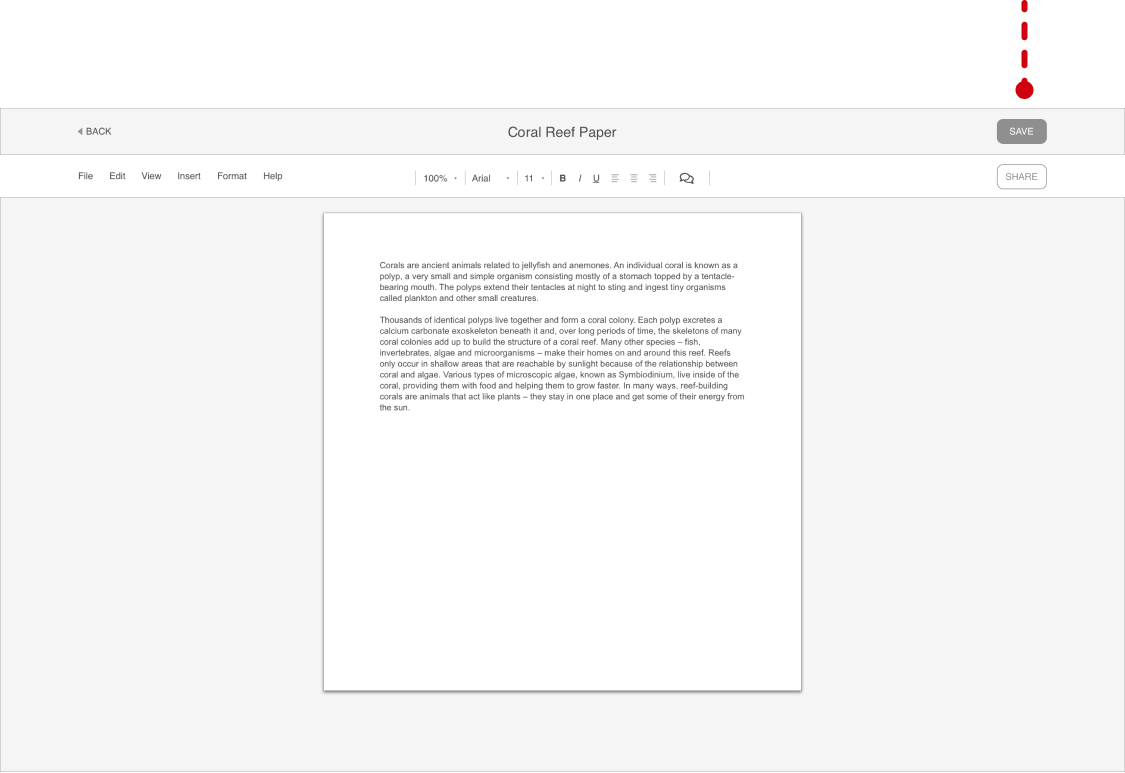 BACK
Coral Reef Paper
SAVE
File Edit View Insert Format Help
100% Arial 11 B I U
SHARE
Corals are ancient animals related to jellyfish and anemones. An individual coral is known as a
polyp, a very small and simple organism consisting mostly of a stomach topped by a tentacle-
bearing mouth. The polyps extend their tentacles at night to sting and ingest tiny organisms
called plankton and other small creatures.
Thousands of identical polyps live together and form a coral colony. Each polyp excretes a
calcium carbonate exoskeleton beneath it and, over long periods of time, the skeletons of many
coral colonies add up to build the structure of a coral reef. Many other species – fish,
invertebrates, algae and microorganisms – make their homes on and around this reef. Reefs
only occur in shallow areas that are reachable by sunlight because of the relationship between
coral and algae. Various types of microscopic algae, known as Symbiodinium, live inside of the
coral, providing them with food and helping them to grow faster. In many ways, reef-building
corals are animals that act like plants – they stay in one place and get some of their energy from
the sun.